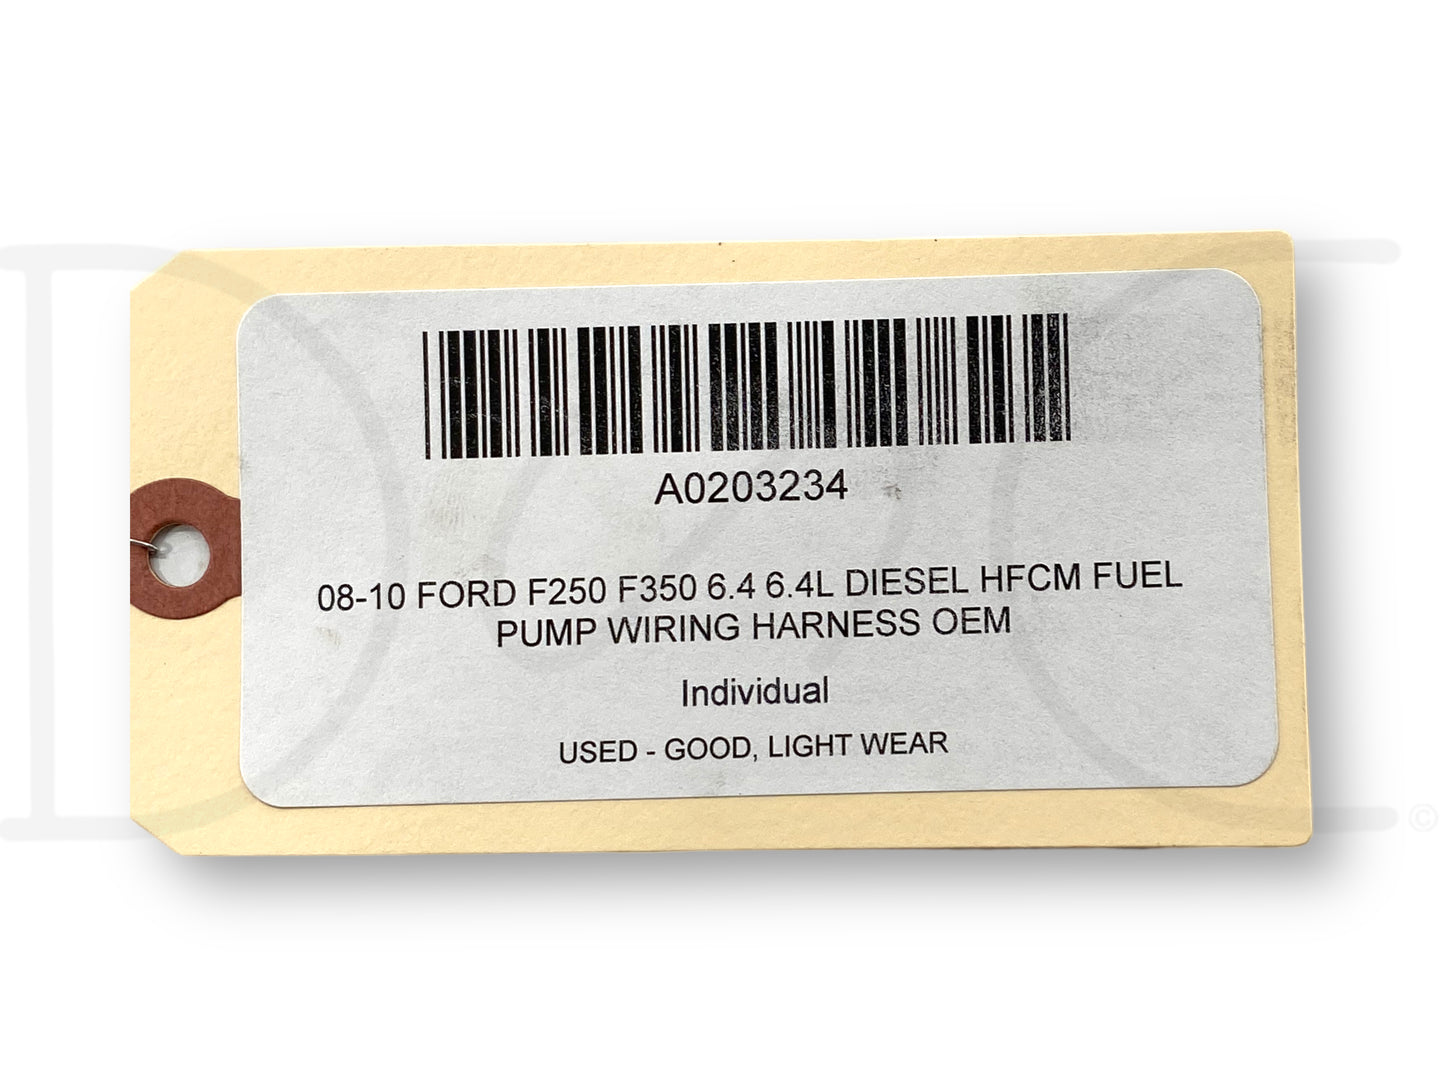 A0203234
08-10 FORD F250 F350 6.4 6.4L DIESEL HFCM FUEL
PUMP WIRING HARNESS OEM
Individual
USED - GOOD, LIGHT WEAR
©